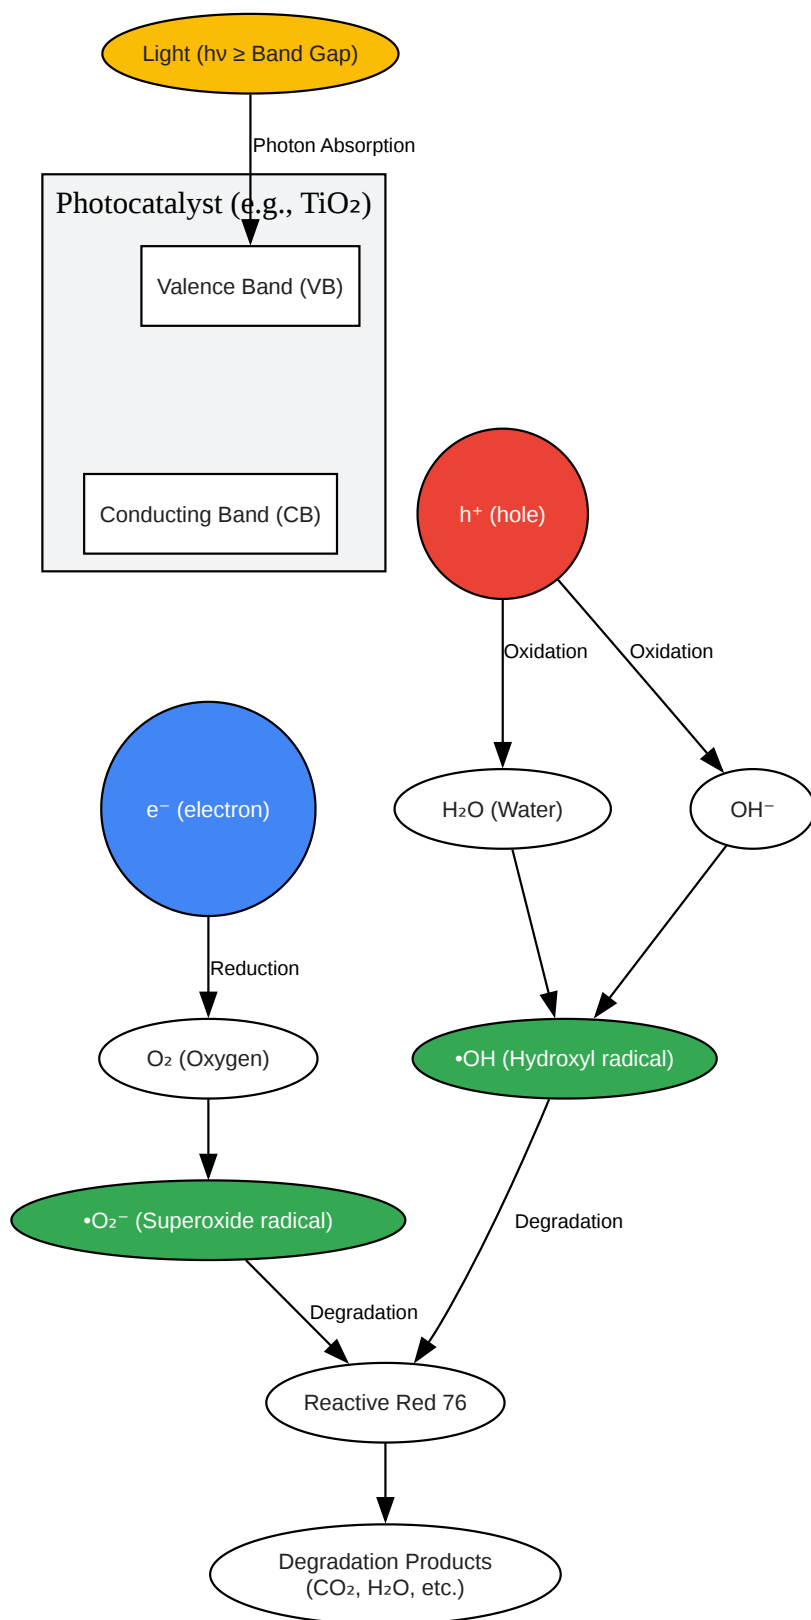 Light (hν ≥ Band Gap)
Photon Absorption
Photocatalyst (e.g., TiO₂)
Valence Band (VB)
Conducting Band (CB)
h⁺ (hole)
Oxidation
Oxidation
e⁻ (electron)
H₂O (Water)
OH⁻
Reduction
O₂ (Oxygen)
•OH (Hydroxyl radical)
•O₂⁻ (Superoxide radical)
Degradation
Degradation
Reactive Red 76
Degradation Products
(CO₂, H₂O, etc.)